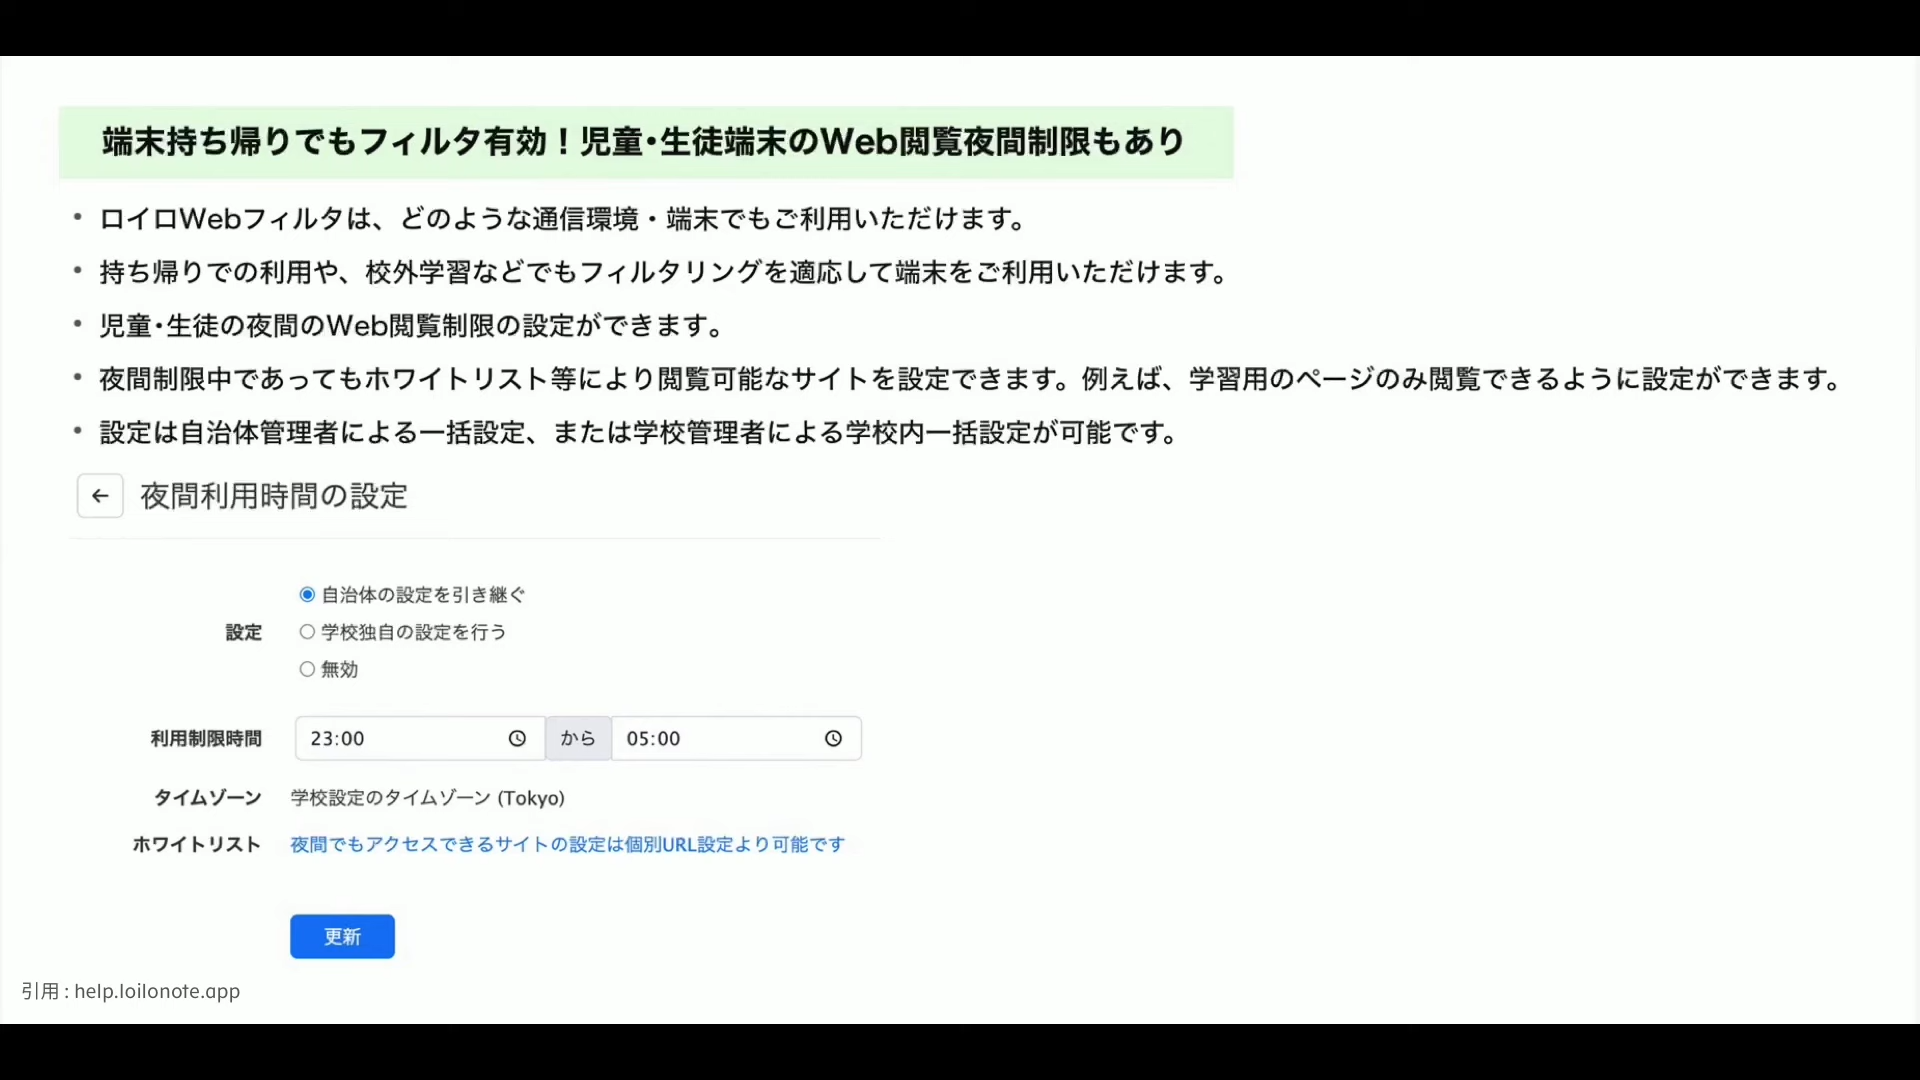 端末持ち帰りでもフィルタ有効！児童・生徒端末のWeb閲覧夜間制限もあり
• ロイロWebフィルタは、どのような通信環境・端末でもご利用いただけます。
• 持ち帰りでの利用や、校外学習などでもフィルタリングを適応して端末をご利用いただけます。
• 児童・生徒の夜間のWeb閲覧制限の設定ができます。
• 夜間制限中であってもホワイトリスト等により閲覧可能なサイトを設定できます。例えば、学習用のページのみ閲覧できるように設定ができます。
• 設定は自治体管理者による一括設定、または学校管理者による学校内一括設定が可能です。
← 夜間利用時間の設定
自治体の設定を引き継ぐ
設定 学校独自の設定を行う
無効
利用制限時間 23:00 から 05:00
タイムゾーン 学校設定のタイムゾーン (Tokyo)
ホワイトリスト 夜間でもアクセスできるサイトの設定は個別URL設定より可能です
更新
引用 : help.loilonote.app